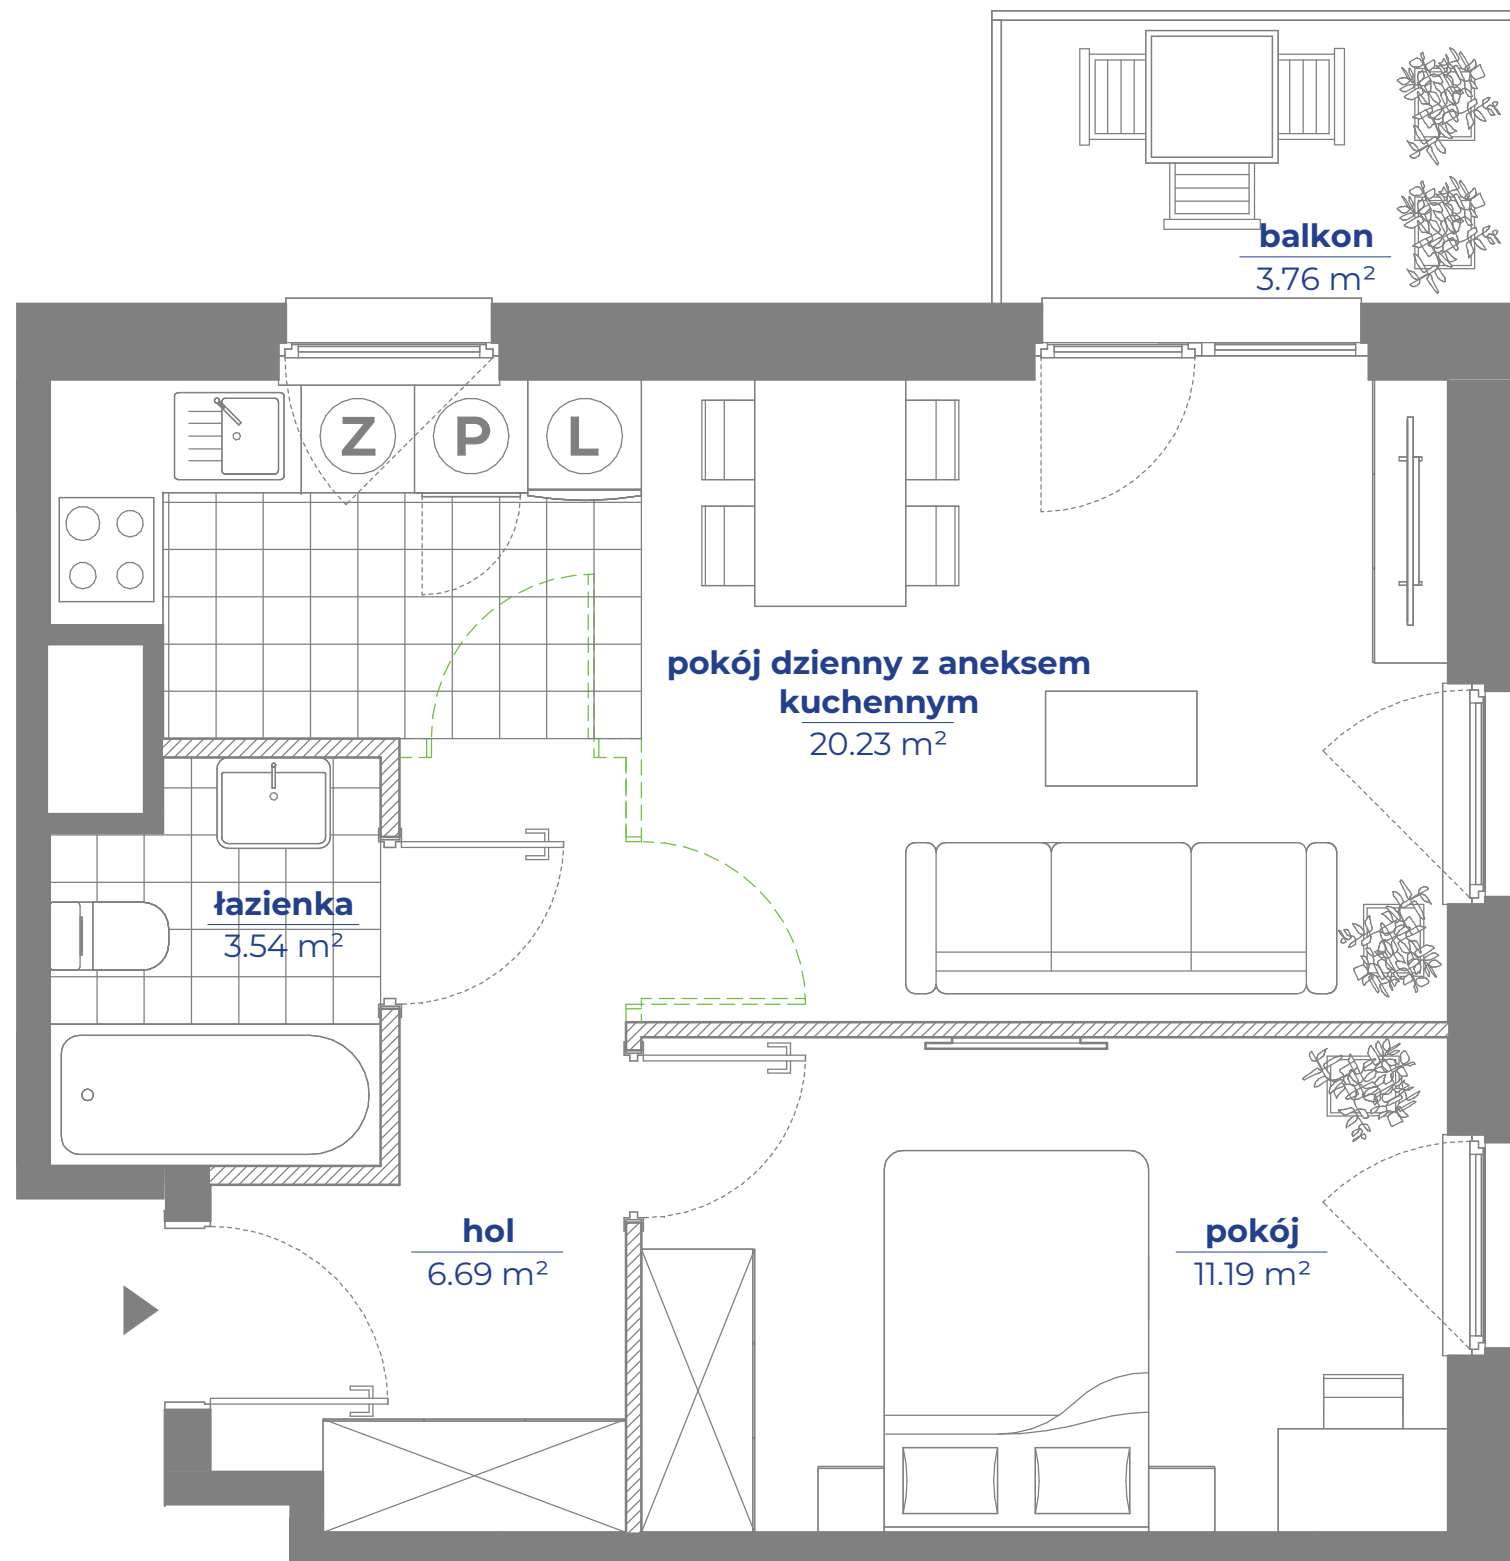 balkon
3.76 m²
Z P L
pokój dzienny z aneksem
kuchennym
20.23 m²
łazienka
3.54 m²
hol
6.69 m²
pokój
11.19 m²